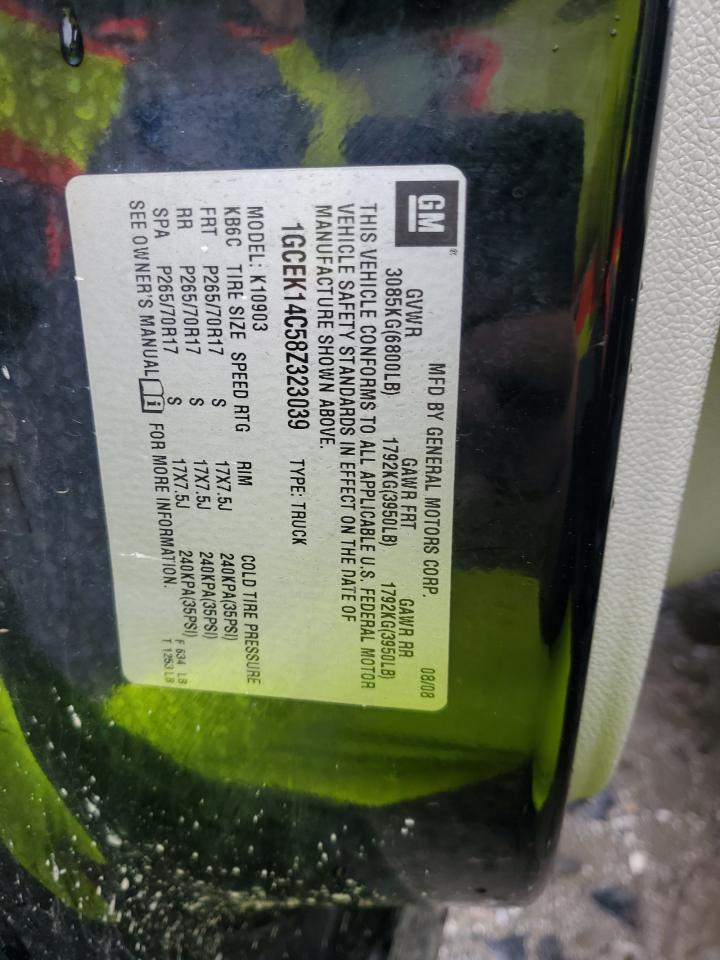 GM ®
MFD BY GENERAL MOTORS CORP. 08/08
GVWR GAWR FRT GAWR RR
3085KG(6800LB) 1792KG(3950LB) 1792KG(3950LB)
THIS VEHICLE CONFORMS TO ALL APPLICABLE U.S. FEDERAL MOTOR
VEHICLE SAFETY STANDARDS IN EFFECT ON THE DATE OF
MANUFACTURE SHOWN ABOVE.
1GCEK14C58Z323039 TYPE: TRUCK
MODEL: K10903
KB6C TIRE SIZE SPEED RTG RIM COLD TIRE PRESSURE
FRT P265/70R17 S 17X7.5J 240KPA(35PSI)
RR P265/70R17 S 17X7.5J 240KPA(35PSI)
SPA P265/70R17 S 17X7.5J 240KPA(35PSI)
SEE OWNER'S MANUAL FOR MORE INFORMATION.
F 634 LB
T 1253 LB